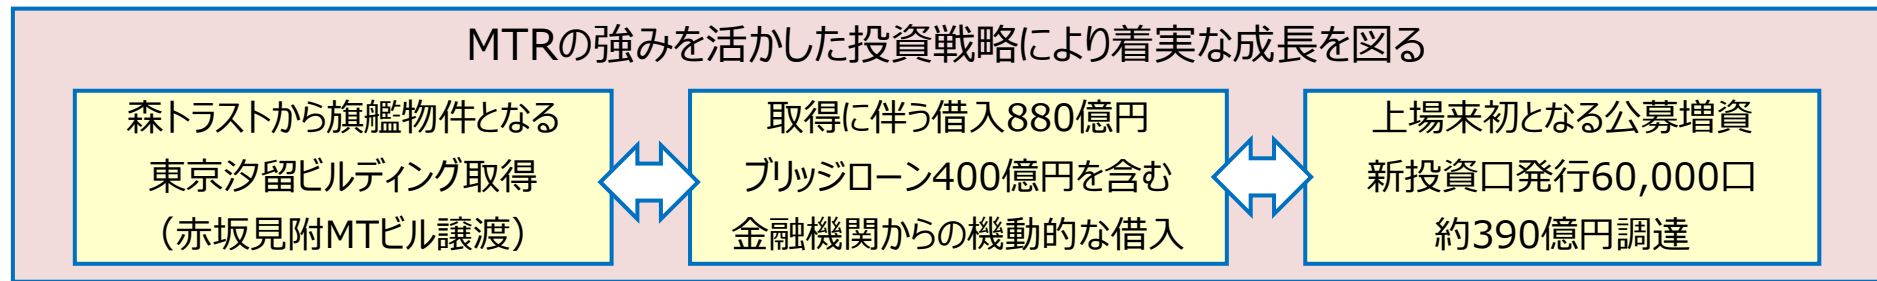 MTRの強みを活かした投資戦略により着実な成長を図る
森トラストから旗艦物件となる
東京汐留ビルディング取得
（赤坂見附MTビル譲渡）
取得に伴う借入880億円
ブリッジローン400億円を含む
金融機関からの機動的な借入
上場来初となる公募増資
新投資口発行60,000口
約390億円調達